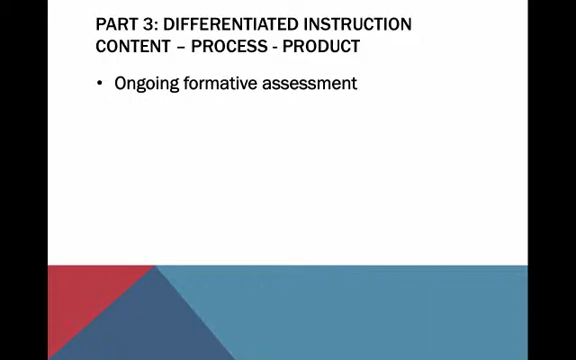 PART 3: DIFFERENTIATED INSTRUCTION
CONTENT – PROCESS - PRODUCT
• Ongoing formative assessment